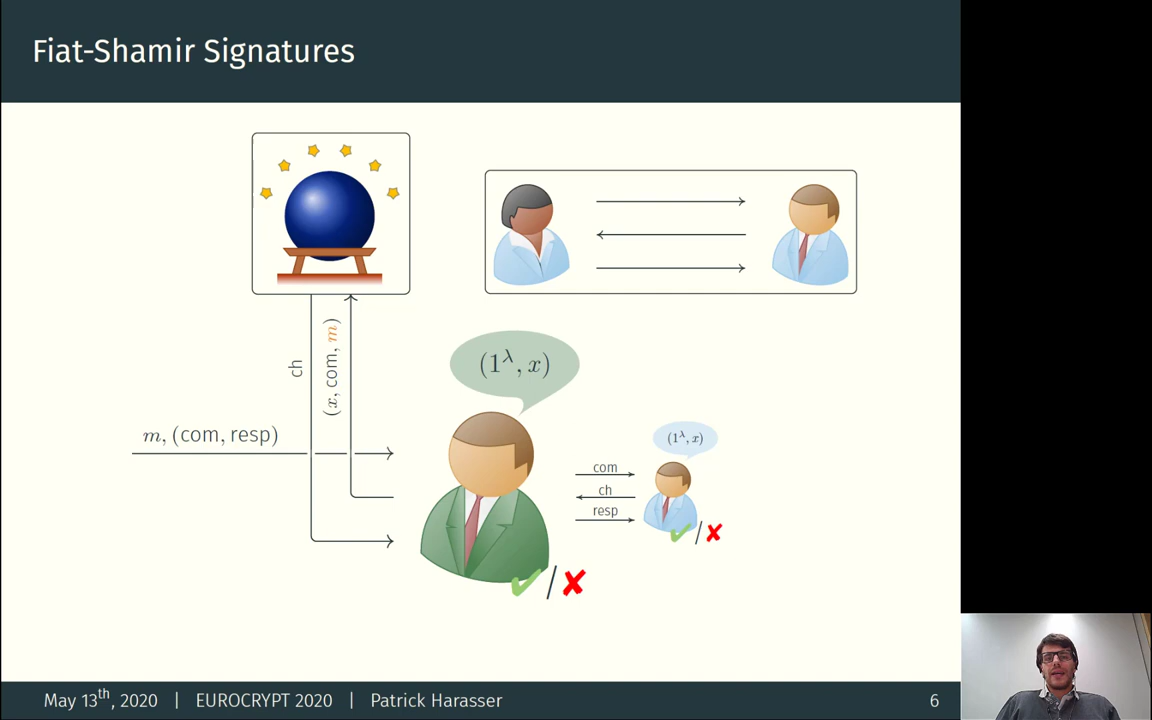 Fiat-Shamir Signatures
ch
(x, com, m)
(1^λ, x)
m, (com, resp)
(1^λ, x)
com
ch
resp
✓/✘
✓/✘
May 13th, 2020 | EUROCRYPT 2020 | Patrick Harasser
6